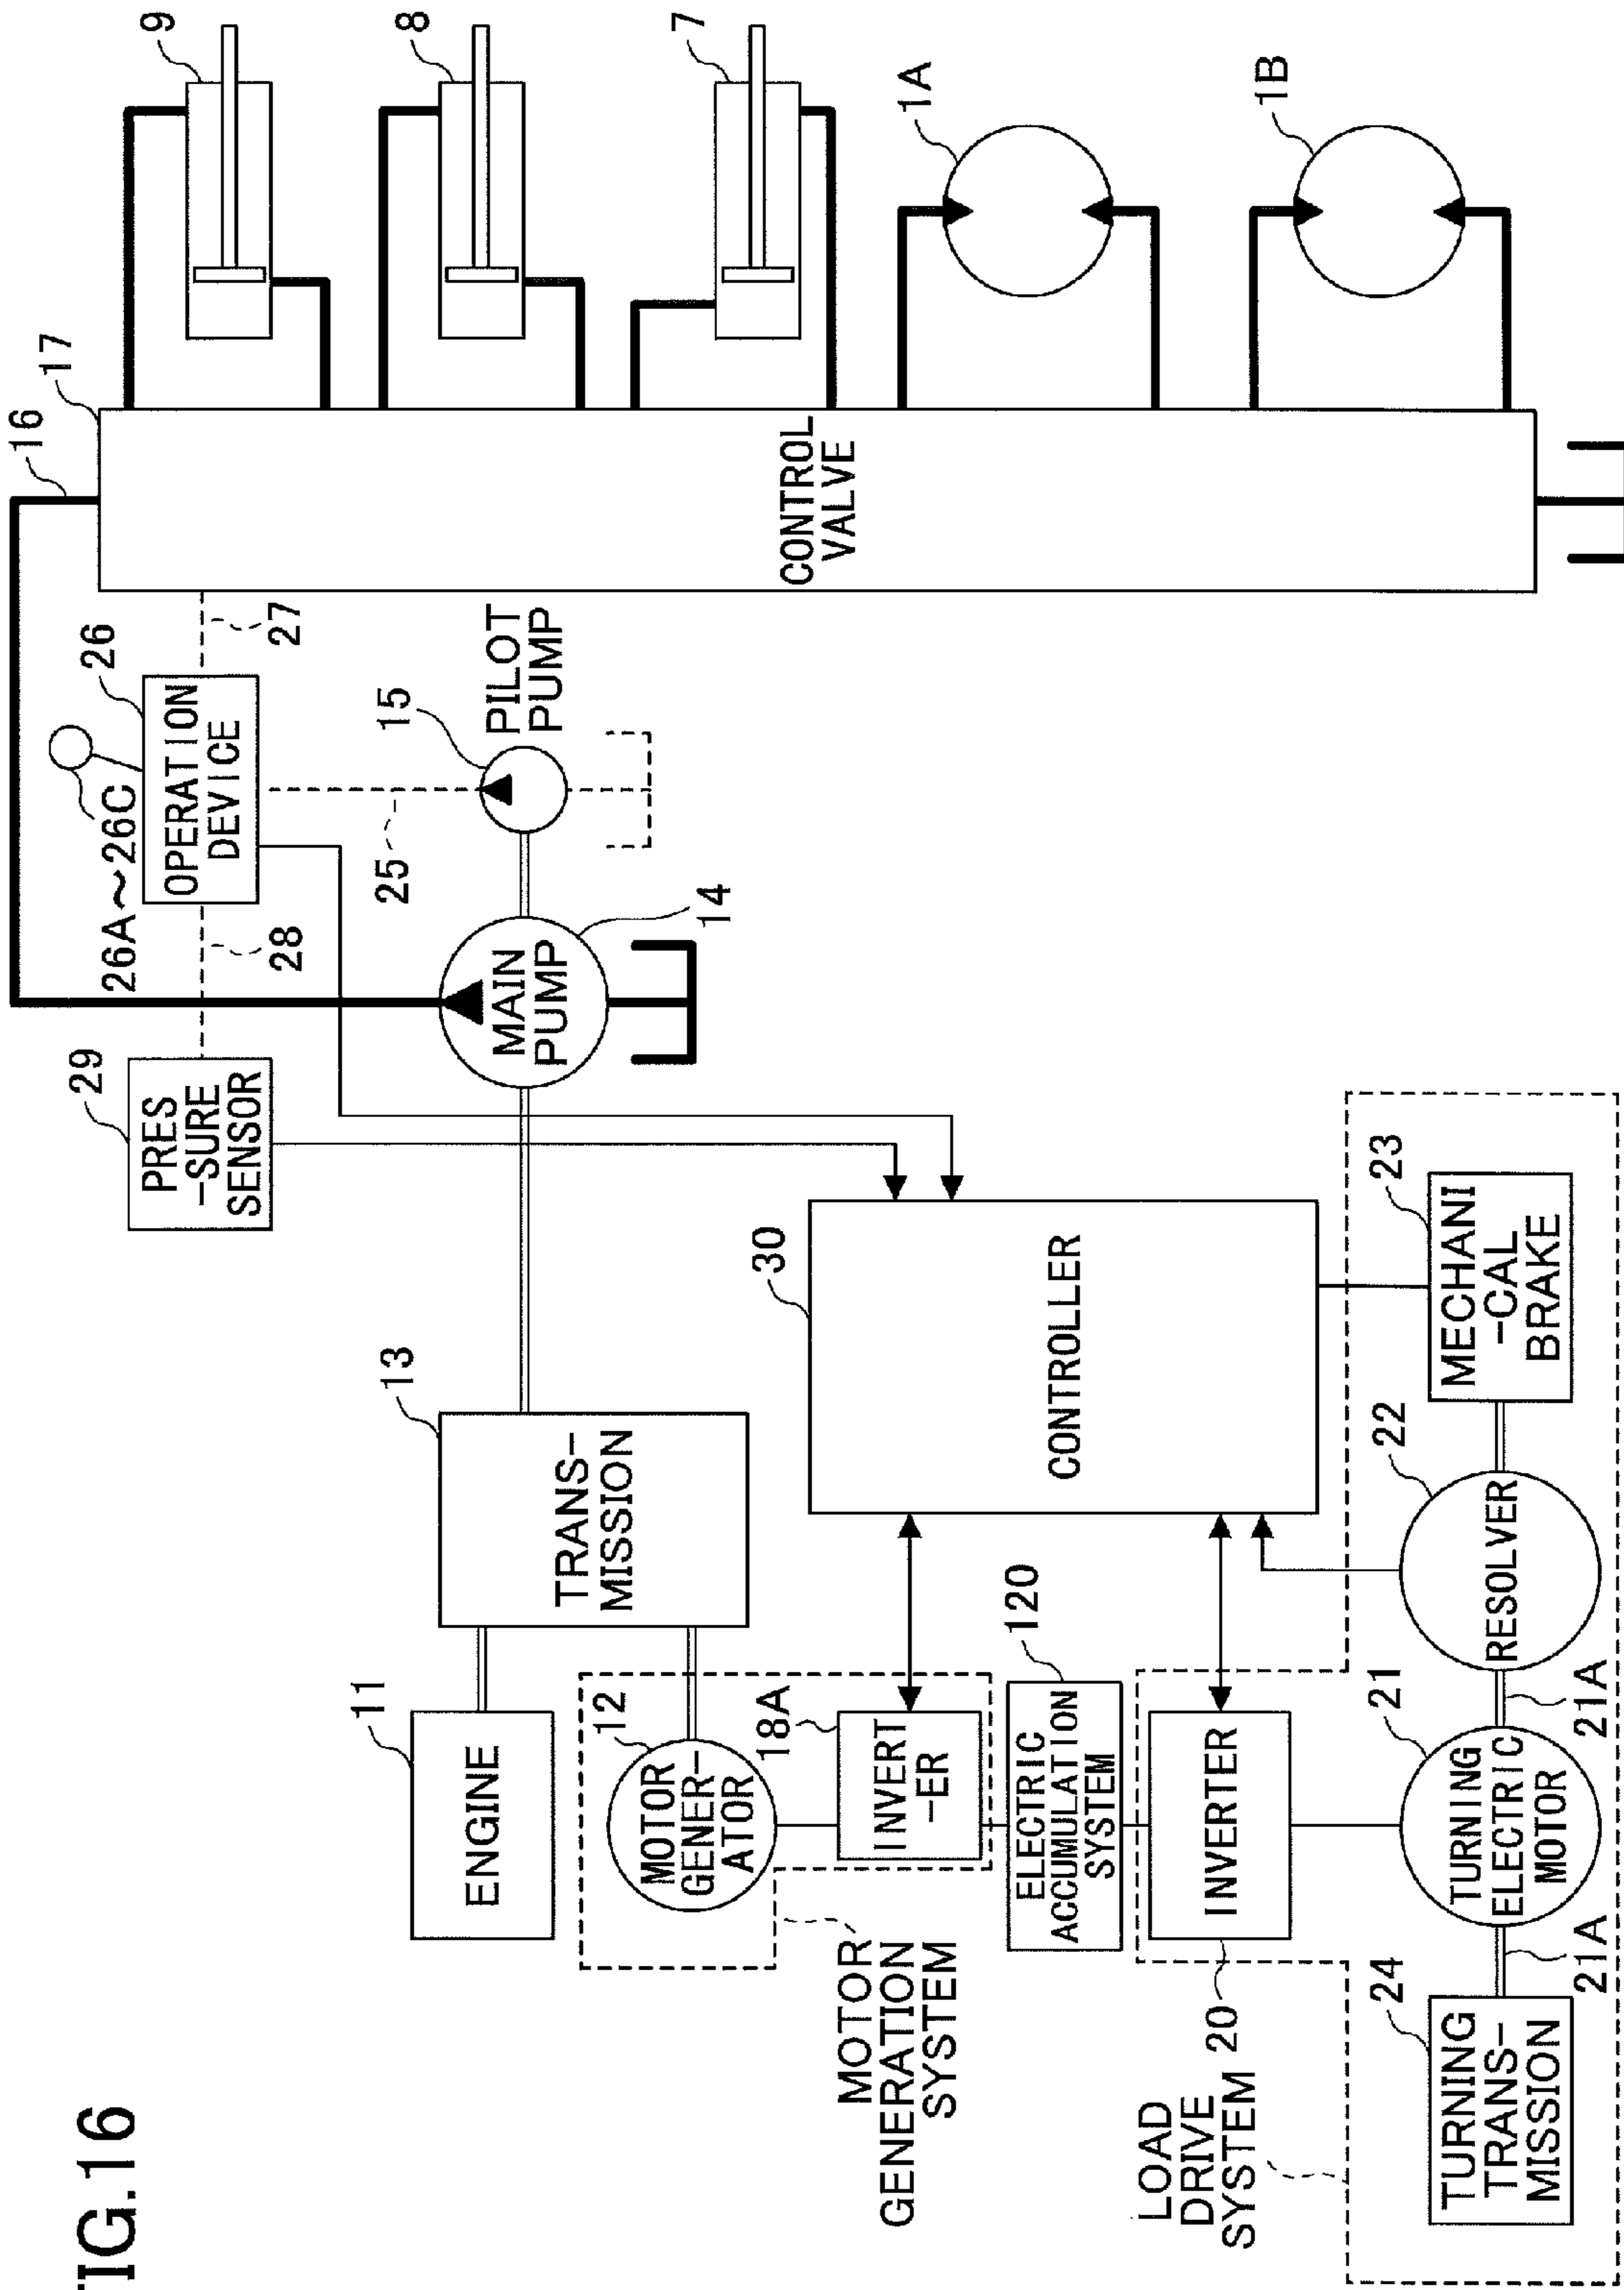 FIG.16
ENGINE
11
MOTOR
GENER-
ATOR
12
INVERT
-ER
18A
MOTOR
GENERATION
SYSTEM
ELECTRIC
ACCUMULATION
SYSTEM
120
INVERTER
20
LOAD
DRIVE
SYSTEM
TURNING
TRANS-
MISSION
24
21A
TURNING
ELECTRIC
MOTOR
21
21A
RESOLVER
22
MECHANI
-CAL
BRAKE
23
TRANS-
MISSION
13
CONTROLLER
30
PRES
-SURE
SENSOR
29
28
26A~26C
OPERATION
DEVICE
26
27
25
MAIN
PUMP
14
15
PILOT
PUMP
16
17
CONTROL
VALVE
9
8
7
1A
1B